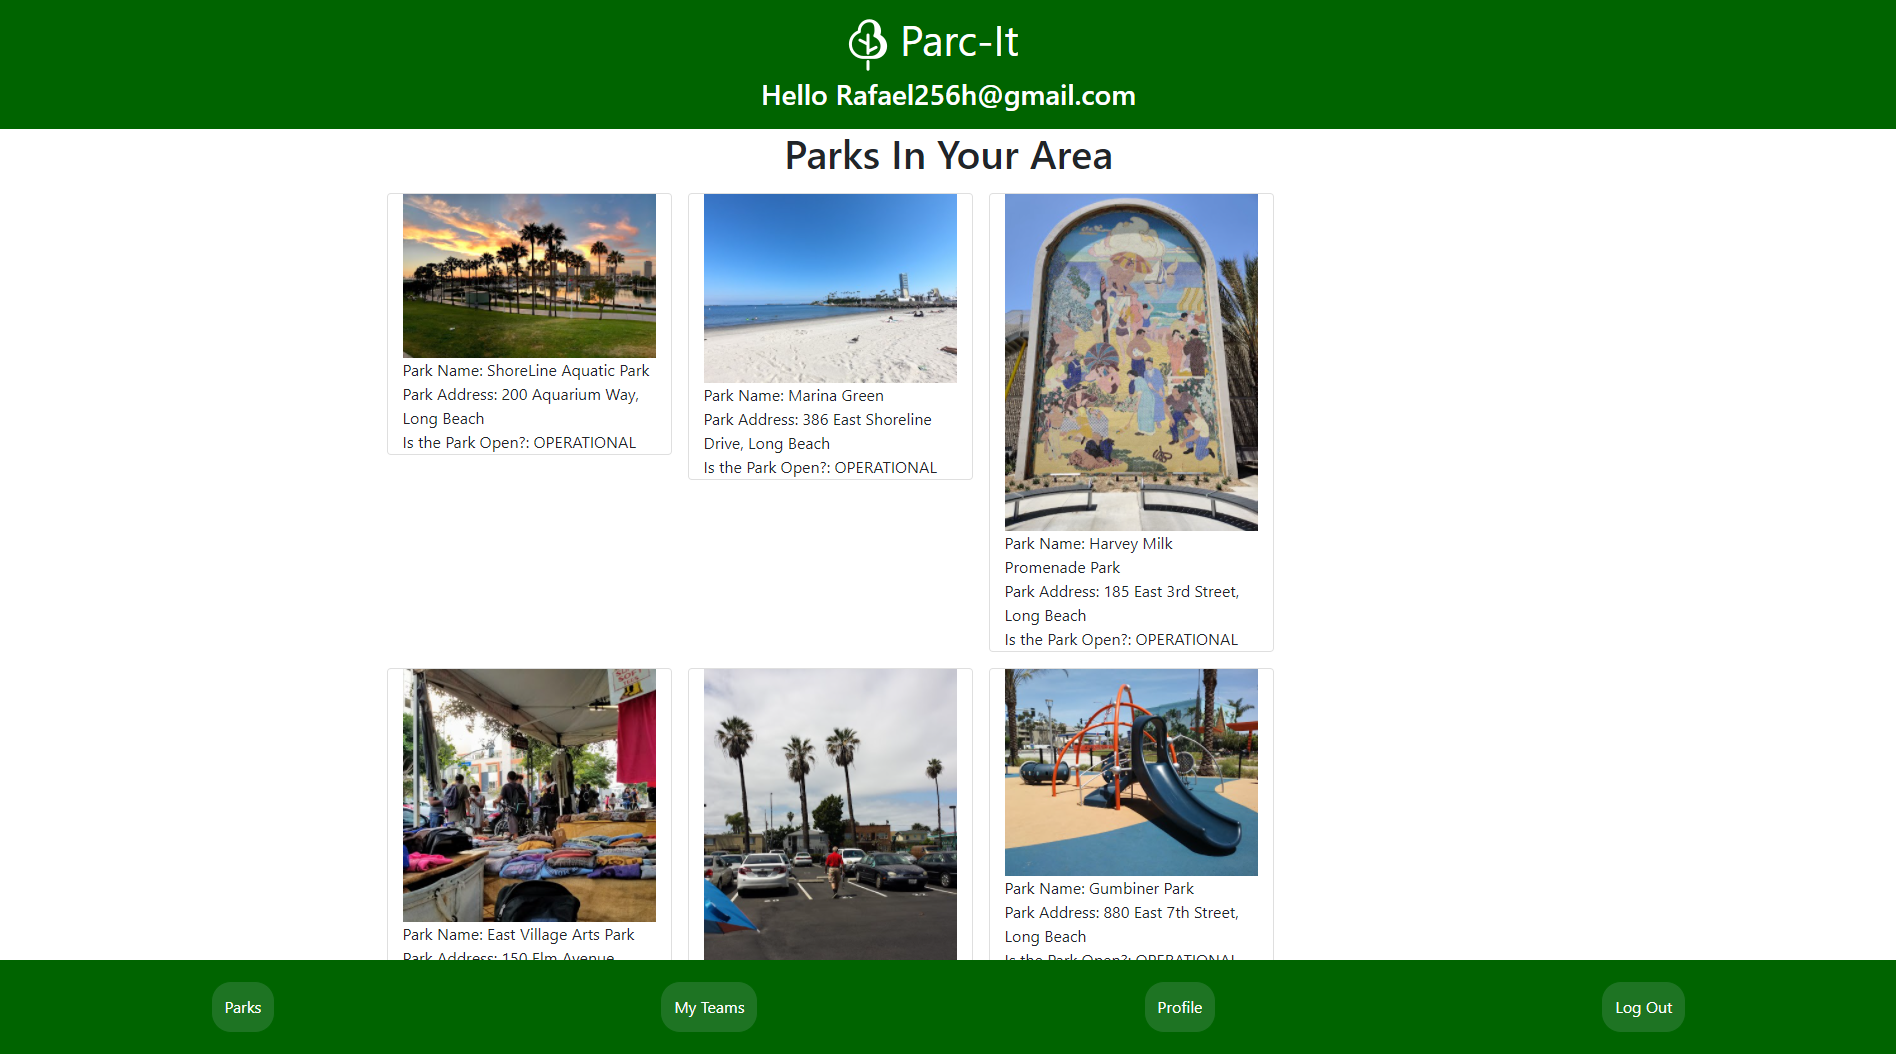 Parc-It
Hello Rafael256h@gmail.com
Parks In Your Area
Park Name: ShoreLine Aquatic Park
Park Address: 200 Aquarium Way,
Long Beach
Is the Park Open?: OPERATIONAL
Park Name: Marina Green
Park Address: 386 East Shoreline
Drive, Long Beach
Is the Park Open?: OPERATIONAL
Park Name: Harvey Milk
Promenade Park
Park Address: 185 East 3rd Street,
Long Beach
Is the Park Open?: OPERATIONAL
Park Name: East Village Arts Park
Park Address: 150 Elm Avenue
Park Name: Gumbiner Park
Park Address: 880 East 7th Street,
Long Beach
Is the Park Open?: OPERATIONAL
Parks
My Teams
Profile
Log Out